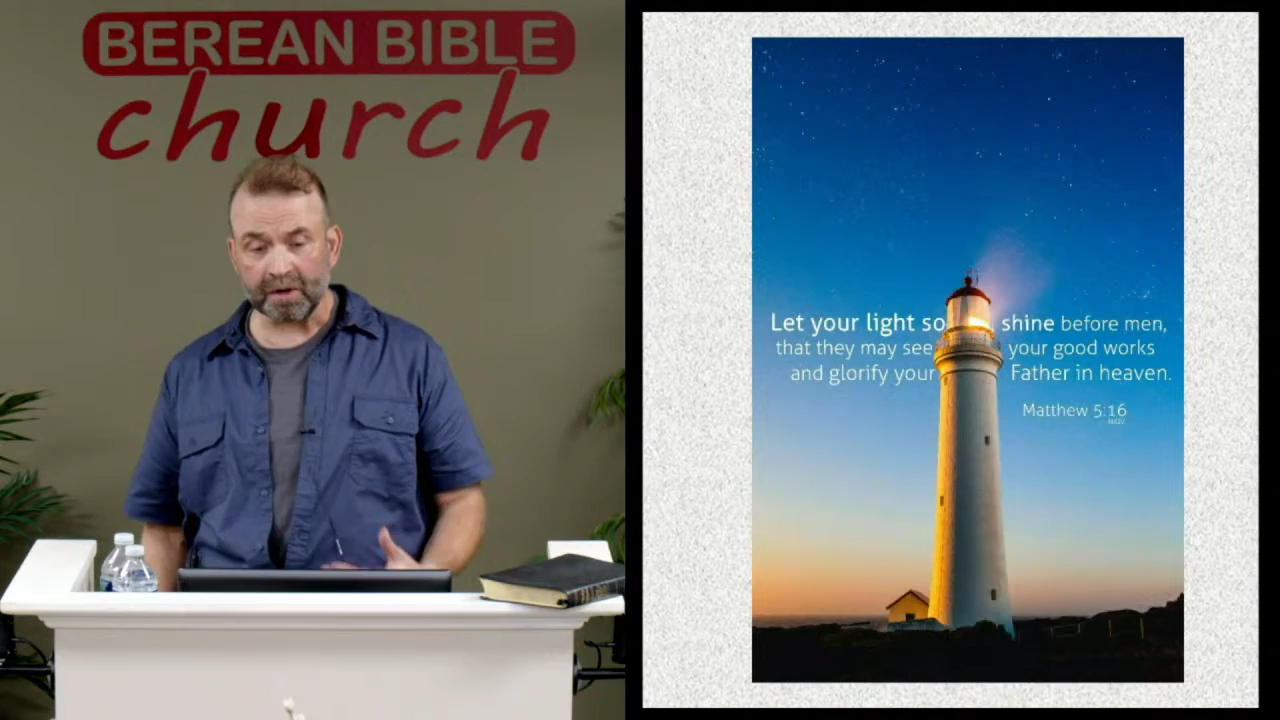 BEREAN BIBLE
church
Let your light so shine before men,
that they may see your good works
and glorify your Father in heaven.
Matthew 5:16
NKJV